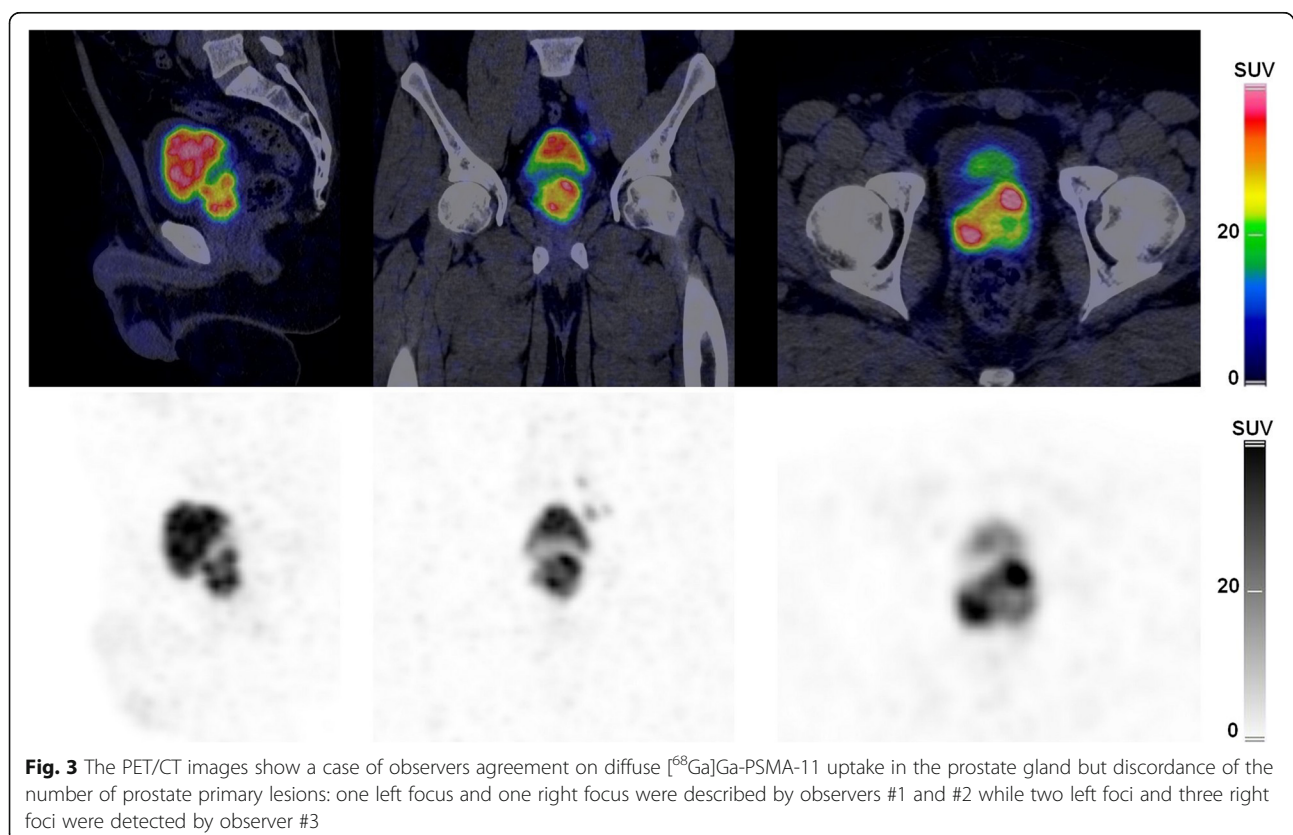 SUV
20
0
SUV
20
0
Fig. 3 The PET/CT images show a case of observers agreement on diffuse [⁶⁸Ga]Ga-PSMA-11 uptake in the prostate gland but discordance of the
number of prostate primary lesions: one left focus and one right focus were described by observers #1 and #2 while two left foci and three right
foci were detected by observer #3